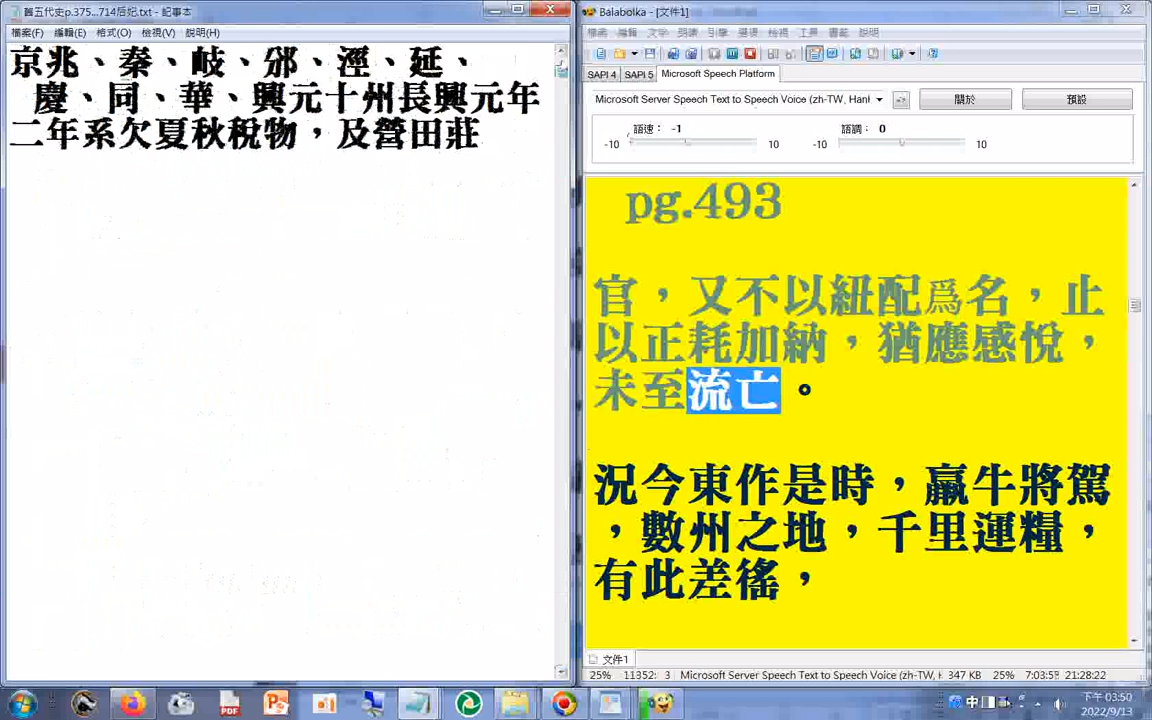 舊五代史p.375...714后妃.txt - 記事本
檔案(F) 編輯(E) 格式(O) 檢視(V) 說明(H)
京兆、秦、岐、邠、涇、延、
慶、同、華、興元十州長興元年
二年系欠夏秋稅物，及營田莊
Balabolka - [文件1]
SAPI 4 SAPI 5 Microsoft Speech Platform
Microsoft Server Speech Text to Speech Voice (zh-TW, Hanl
關於
預設
語速： -1
語調： 0
-10 10 -10 10
pg.493
官，又不以紐配爲名，止
以正耗加納，猶應感悅，
未至流亡。
況今東作是時，羸牛將駕
，數州之地，千里運糧，
有此差徭，
文件1
25% 11352: 3 Microsoft Server Speech Text to Speech Voice (zh-TW, H 347 KB 25% 7:03:55 21:28:22
中
下午 03:50
2022/9/13